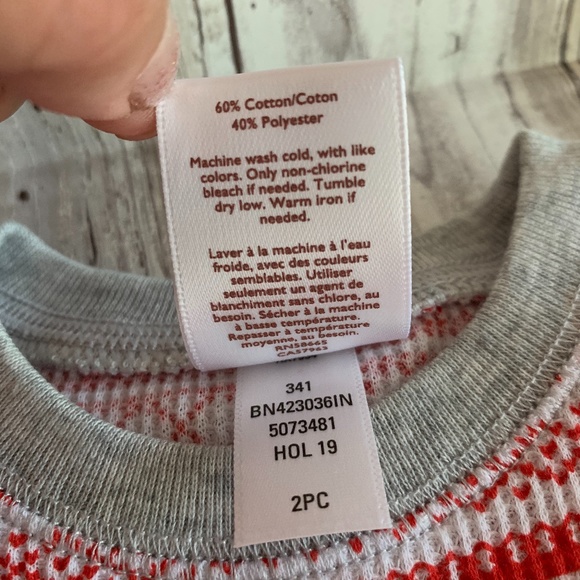 60% Cotton/Coton
40% Polyester
Machine wash cold, with like
colors. Only non-chlorine
bleach if needed. Tumble
dry low. Warm iron if
needed.
Laver à la machine à l'eau
froide, avec des couleurs
semblables. Utiliser
seulement un agent de
blanchiment sans chlore, au
besoin. Sécher à la machine
à basse température.
Repasser à température
moyenne, au besoin.
RN58665
CA57963
341
BN423036IN
5073481
HOL 19
2PC